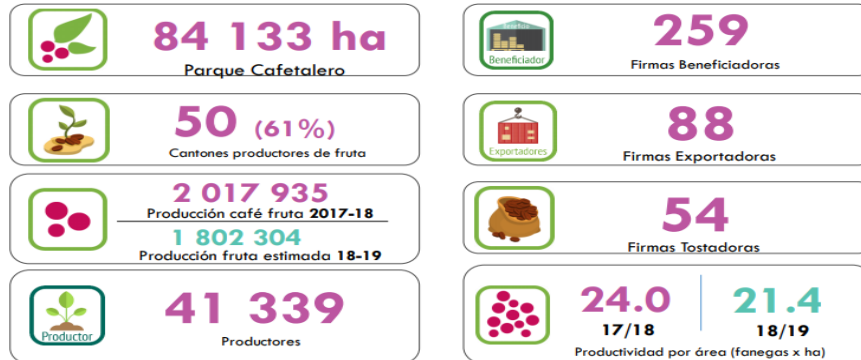 84 133 ha
Parque Cafetalero
50 (61%)
Cantones productores de fruta
2 017 935
Producción café fruta 2017-18
1 802 304
Producción fruta estimada 18-19
Productor
41 339
Productores
Beneficio
Beneficiador
259
Firmas Beneficiadoras
Exportadores
88
Firmas Exportadoras
54
Firmas Tostadoras
24.0
17/18
21.4
18/19
Productividad por área (fanegas x ha)